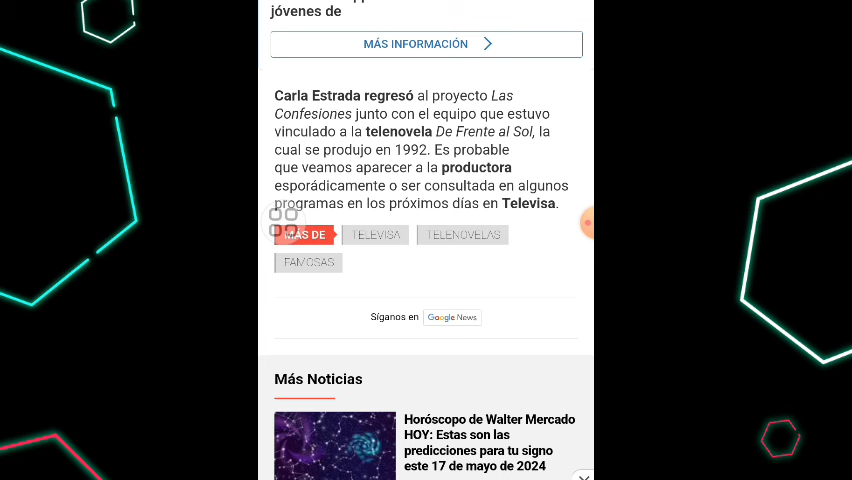 jóvenes de
MÁS INFORMACIÓN
Carla Estrada regresó al proyecto Las
Confesiones junto con el equipo que estuvo
vinculado a la telenovela De Frente al Sol, la
cual se produjo en 1992. Es probable
que veamos aparecer a la productora
esporádicamente o ser consultada en algunos
programas en los próximos días en Televisa.
MÁS DE TELEVISA TELENOVELAS
FAMOSAS
Síganos en Google News
Más Noticias
Horóscopo de Walter Mercado
HOY: Estas son las
predicciones para tu signo
este 17 de mayo de 2024